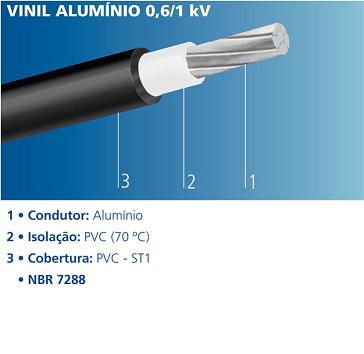 VINIL ALUMÍNIO 0,6/1 kV
3 2 1
1 • Condutor: Alumínio
2 • Isolação: PVC (70 ºC)
3 • Cobertura: PVC - ST1
• NBR 7288